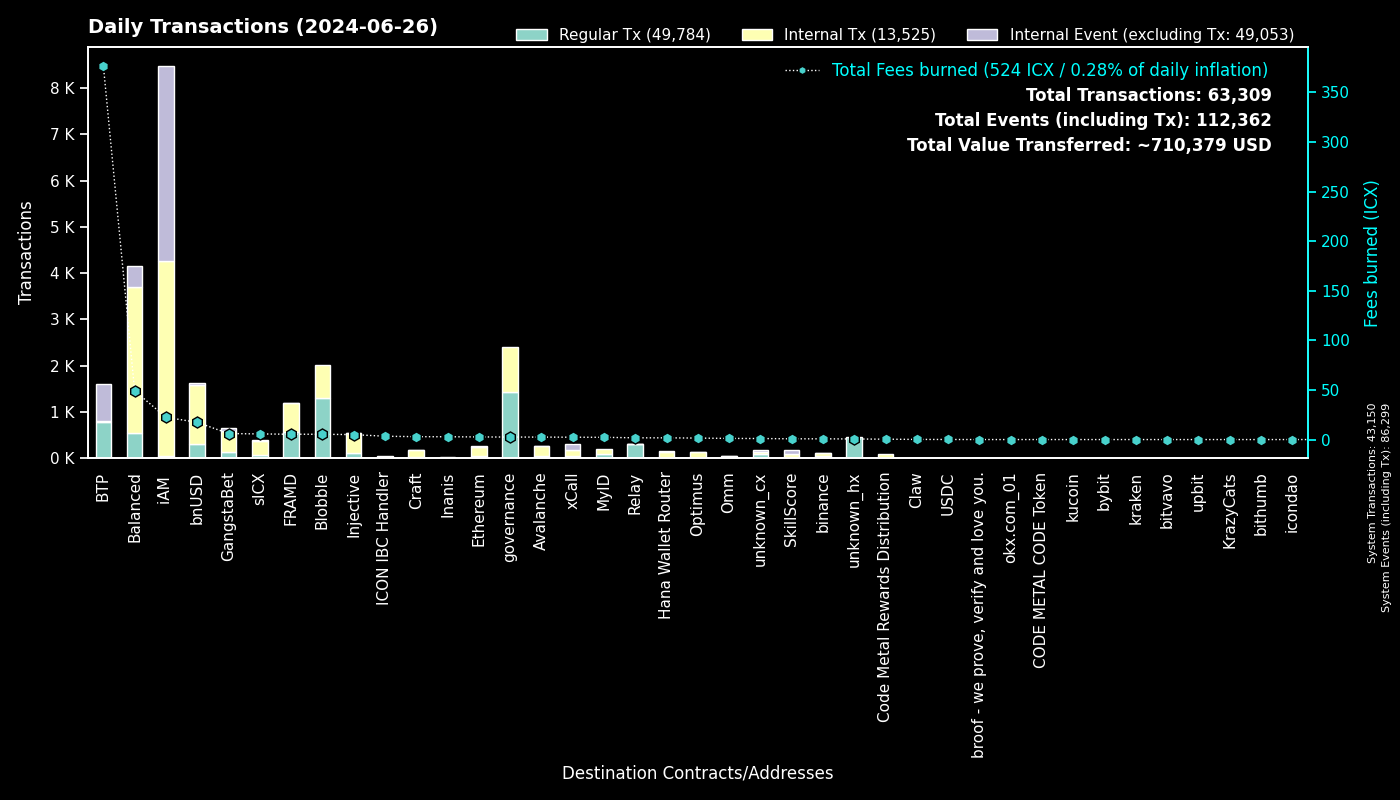 Daily Transactions (2024-06-26)
Regular Tx (49,784)
Internal Tx (13,525)
Internal Event (excluding Tx: 49,053)
Total Fees burned (524 ICX / 0.28% of daily inflation)
Total Transactions: 63,309
Total Events (including Tx): 112,362
Total Value Transferred: ~710,379 USD
Transactions
8 K
7 K
6 K
5 K
4 K
3 K
2 K
1 K
0 K
350
300
250
200
150
100
50
0
Fees burned (ICX)
System Transactions: 43,150
System Events (including Tx): 86,299
BTP
Balanced
iAM
bnUSD
GangstaBet
sICX
FRAMD
Blobble
Injective
ICON IBC Handler
Craft
Inanis
Ethereum
governance
Avalanche
xCall
MyID
Relay
Hana Wallet Router
Optimus
Omm
unknown_cx
SkillScore
binance
unknown_hx
Code Metal Rewards Distribution
Claw
USDC
broof - we prove, verify and love you.
okx.com_01
CODE METAL CODE Token
kucoin
bybit
kraken
bitvavo
upbit
KrazyCats
bithumb
icondao
Destination Contracts/Addresses